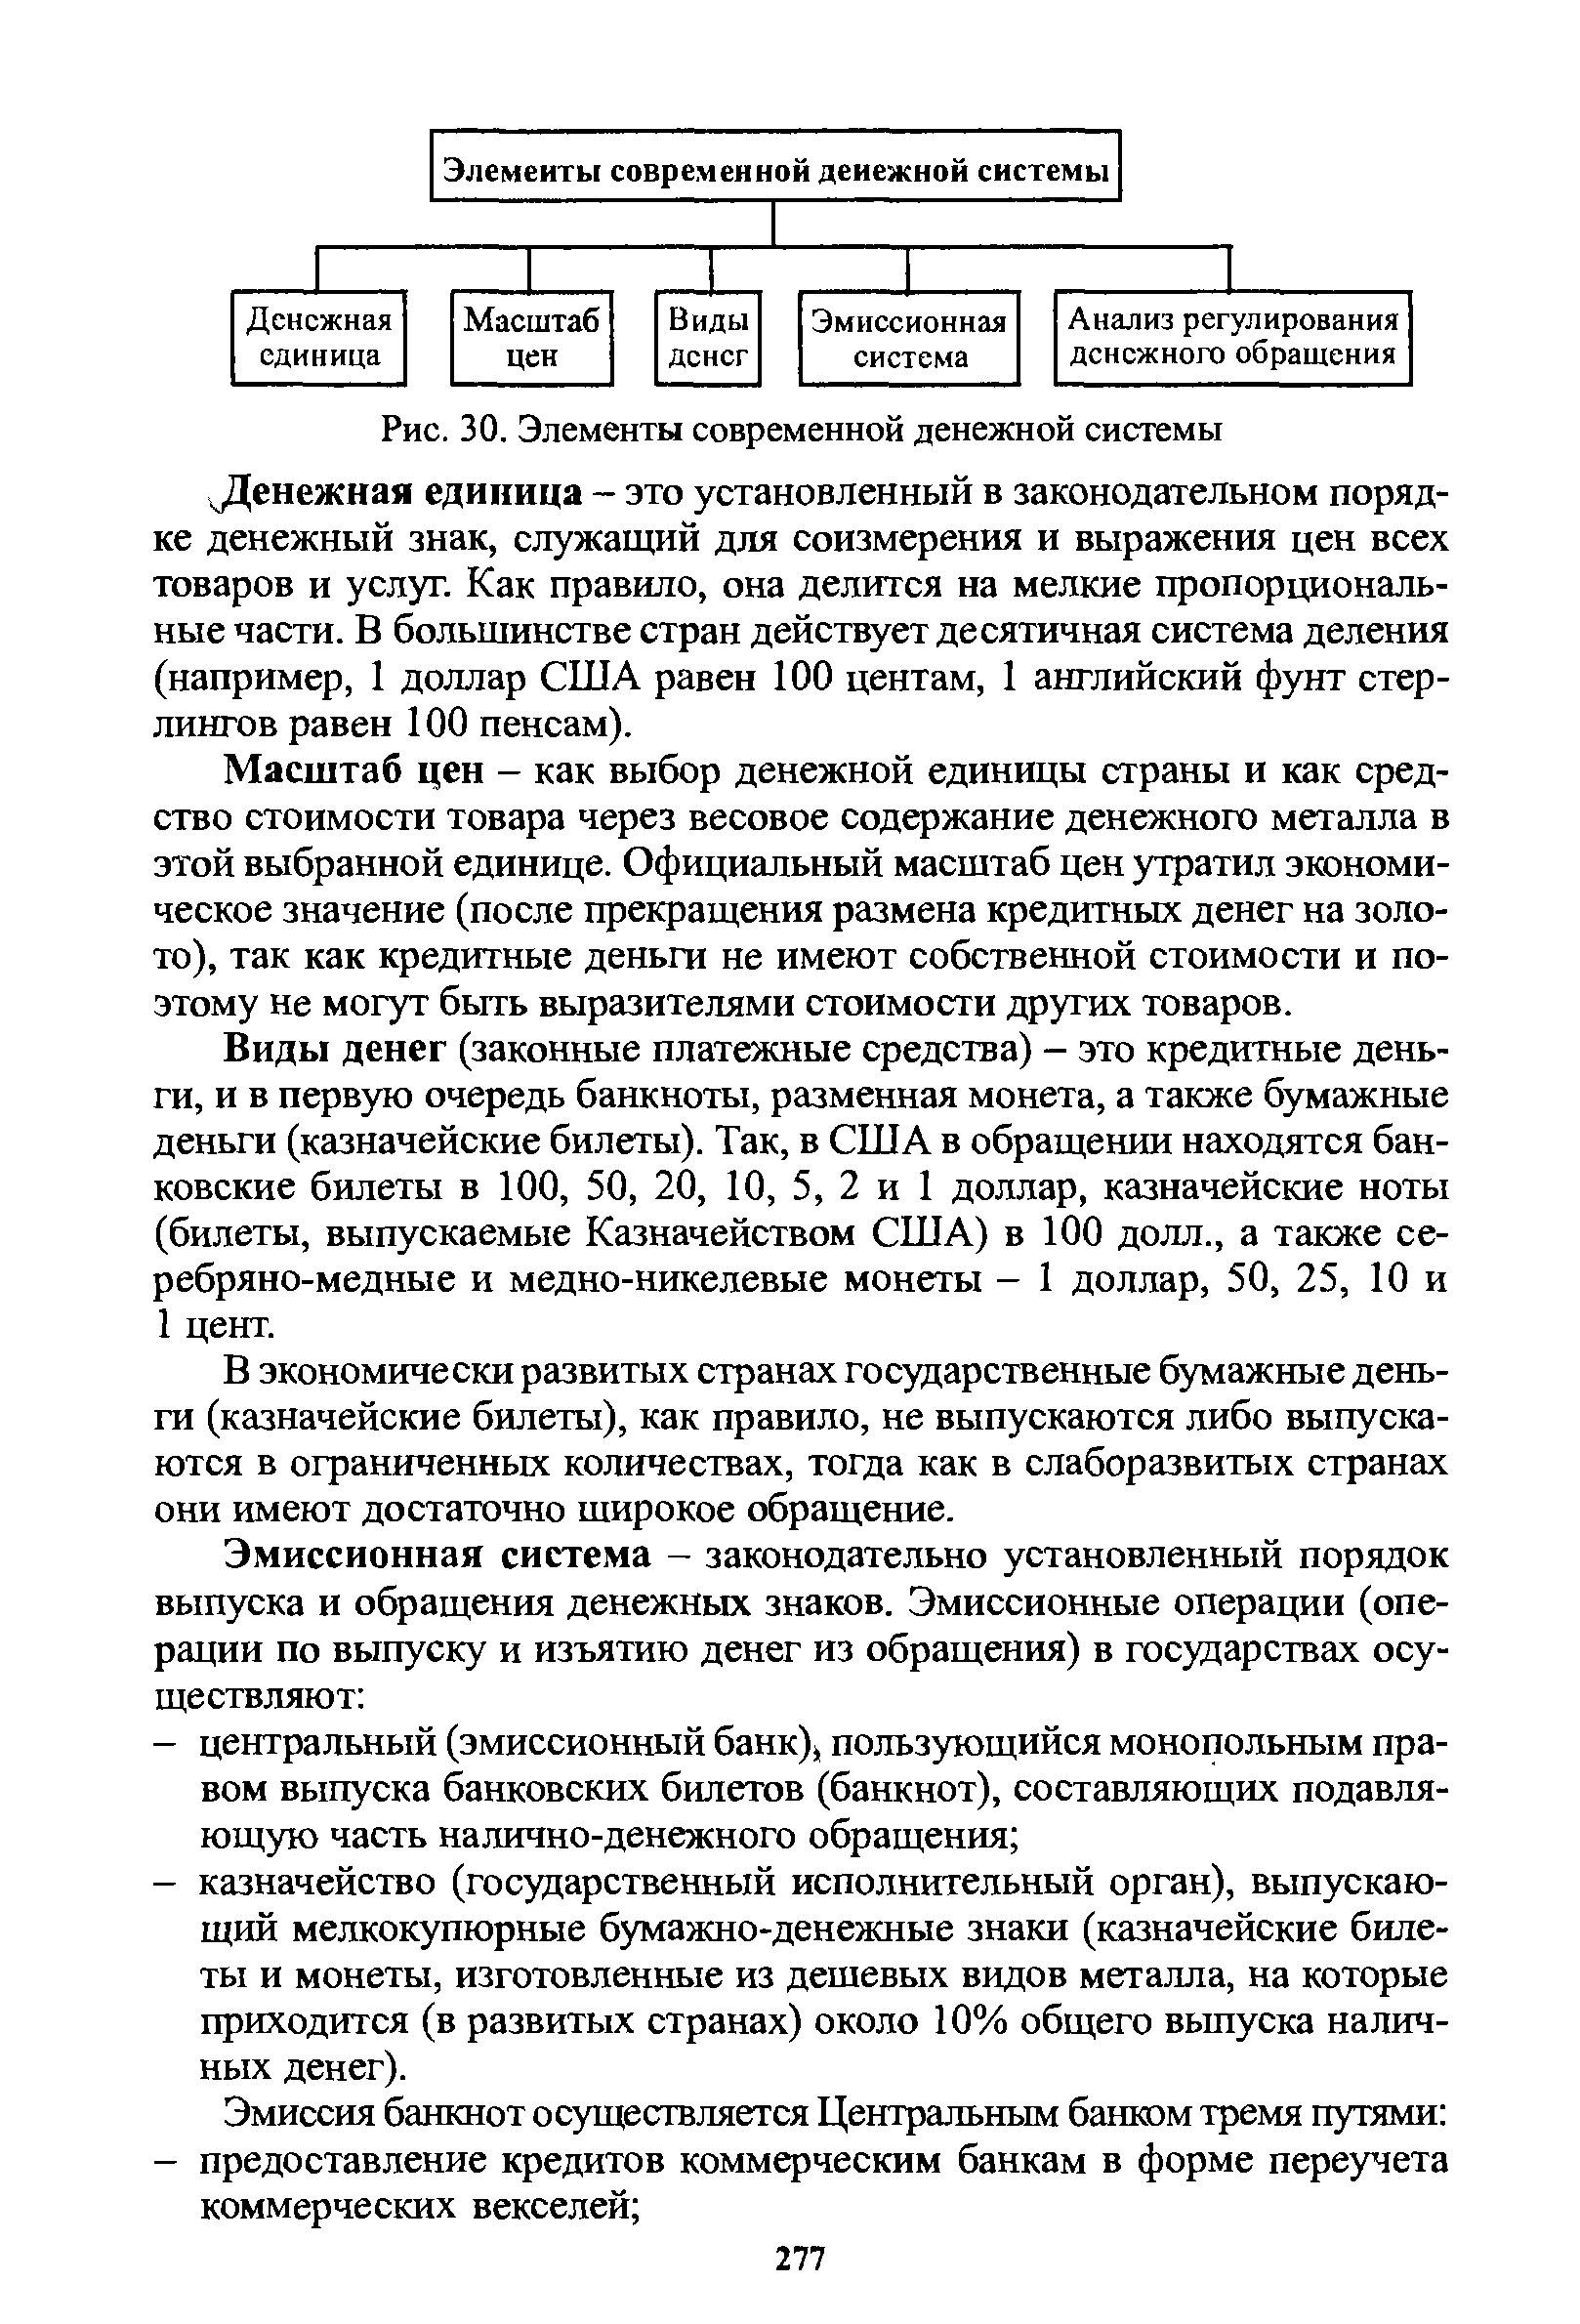 Элементы современной денежной системы
Денежная
единица
Масштаб
цен
Виды
денег
Эмиссионная
система
Анализ регулирования
денежного обращения
Рис. 30. Элементы современной денежной системы
Денежная единица – это установленный в законодательном поряд-
ке денежный знак, служащий для соизмерения и выражения цен всех
товаров и услуг. Как правило, она делится на мелкие пропорциональ-
ные части. В большинстве стран действует десятичная система деления
(например, 1 доллар США равен 100 центам, 1 английский фунт стер-
лингов равен 100 пенсам).
Масштаб цен – как выбор денежной единицы страны и как сред-
ство стоимости товара через весовое содержание денежного металла в
этой выбранной единице. Официальный масштаб цен утратил экономи-
ческое значение (после прекращения размена кредитных денег на золо-
то), так как кредитные деньги не имеют собственной стоимости и по-
этому не могут быть выразителями стоимости других товаров.
Виды денег (законные платежные средства) – это кредитные день-
ги, и в первую очередь банкноты, разменная монета, а также бумажные
деньги (казначейские билеты). Так, в США в обращении находятся бан-
ковские билеты в 100, 50, 20, 10, 5, 2 и 1 доллар, казначейские ноты
(билеты, выпускаемые Казначейством США) в 100 долл., а также се-
ребряно-медные и медно-никелевые монеты – 1 доллар, 50, 25, 10 и
1 цент.
В экономически развитых странах государственные бумажные день-
ги (казначейские билеты), как правило, не выпускаются либо выпуска-
ются в ограниченных количествах, тогда как в слаборазвитых странах
они имеют достаточно широкое обращение.
Эмиссионная система – законодательно установленный порядок
выпуска и обращения денежных знаков. Эмиссионные операции (опе-
рации по выпуску и изъятию денег из обращения) в государствах осу-
ществляют:
– центральный (эмиссионный банк), пользующийся монопольным пра-
вом выпуска банковских билетов (банкнот), составляющих подавля-
ющую часть налично-денежного обращения;
– казначейство (государственный исполнительный орган), выпускаю-
щий мелкокупюрные бумажно-денежные знаки (казначейские биле-
ты и монеты, изготовленные из дешевых видов металла, на которые
приходится (в развитых странах) около 10% общего выпуска налич-
ных денег).
Эмиссия банкнот осуществляется Центральным банком тремя путями:
– предоставление кредитов коммерческим банкам в форме переучета
коммерческих векселей;
277